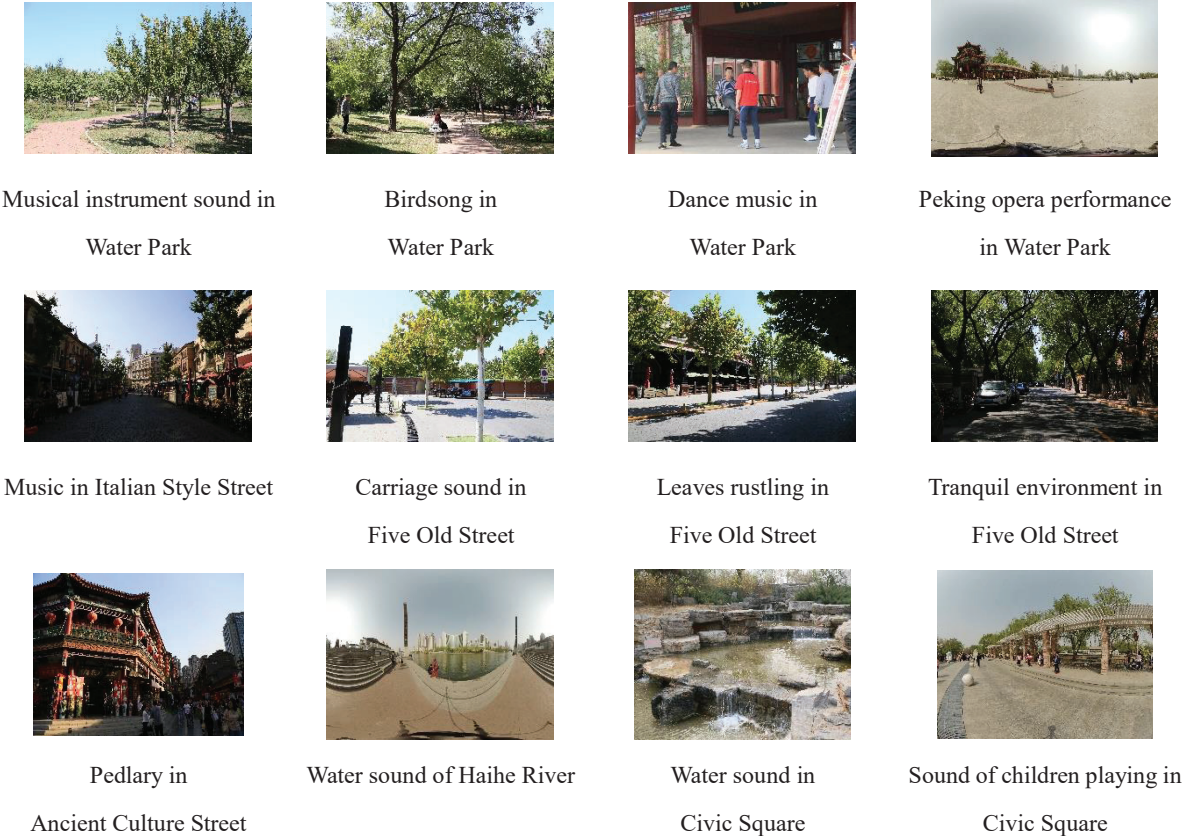 Musical instrument sound in
Water Park
Birdsong in
Water Park
Dance music in
Water Park
Peking opera performance
in Water Park
Music in Italian Style Street
Carriage sound in
Five Old Street
Leaves rustling in
Five Old Street
Tranquil environment in
Five Old Street
Pedlary in
Ancient Culture Street
Water sound of Haihe River
Water sound in
Civic Square
Sound of children playing in
Civic Square